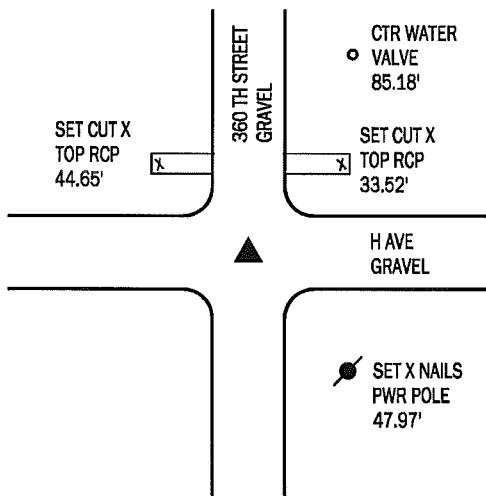 CTR WATER
VALVE
85.18'
360 TH STREET
GRAVEL
SET CUT X
TOP RCP
44.65'
X
X
SET CUT X
TOP RCP
33.52'
H AVE
GRAVEL
SET X NAILS
PWR POLE
47.97'